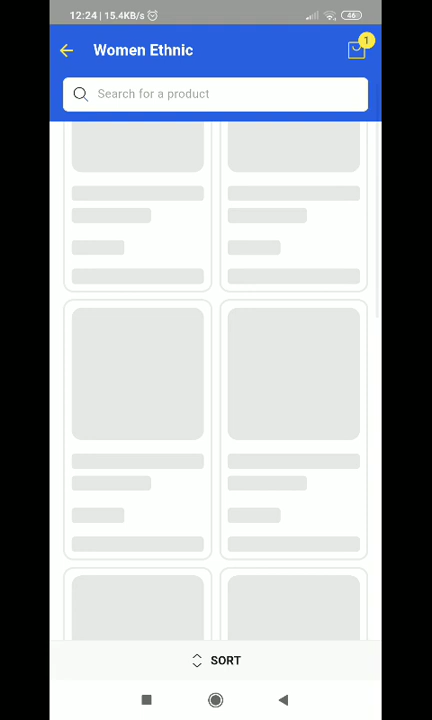 12:24 | 15.4KB/s
46
Women Ethnic
1
Search for a product
SORT